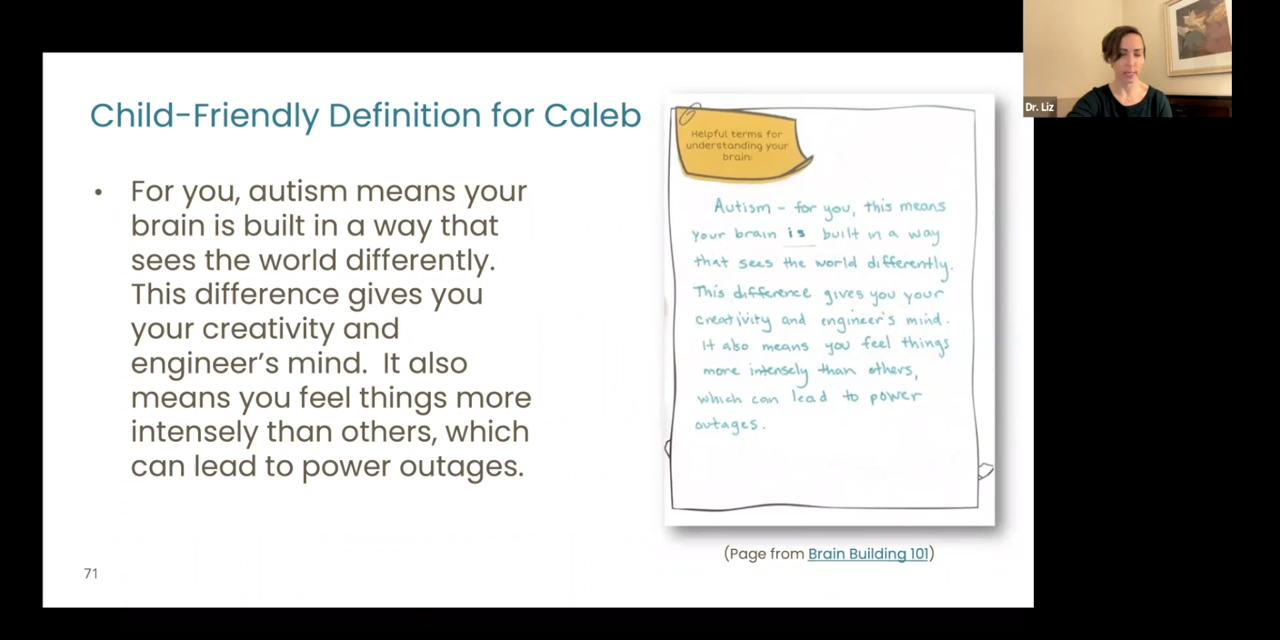 Child-Friendly Definition for Caleb
• For you, autism means your
brain is built in a way that
sees the world differently.
This difference gives you
your creativity and
engineer's mind. It also
means you feel things more
intensely than others, which
can lead to power outages.
71
Helpful terms for
understanding your
brain:
Autism - for you, this means
your brain is built in a way
that sees the world differently.
This difference gives you your
creativity and engineer's mind.
It also means you feel things
more intensely than others,
which can lead to power
outages.
(Page from Brain Building 101)
Dr. Liz